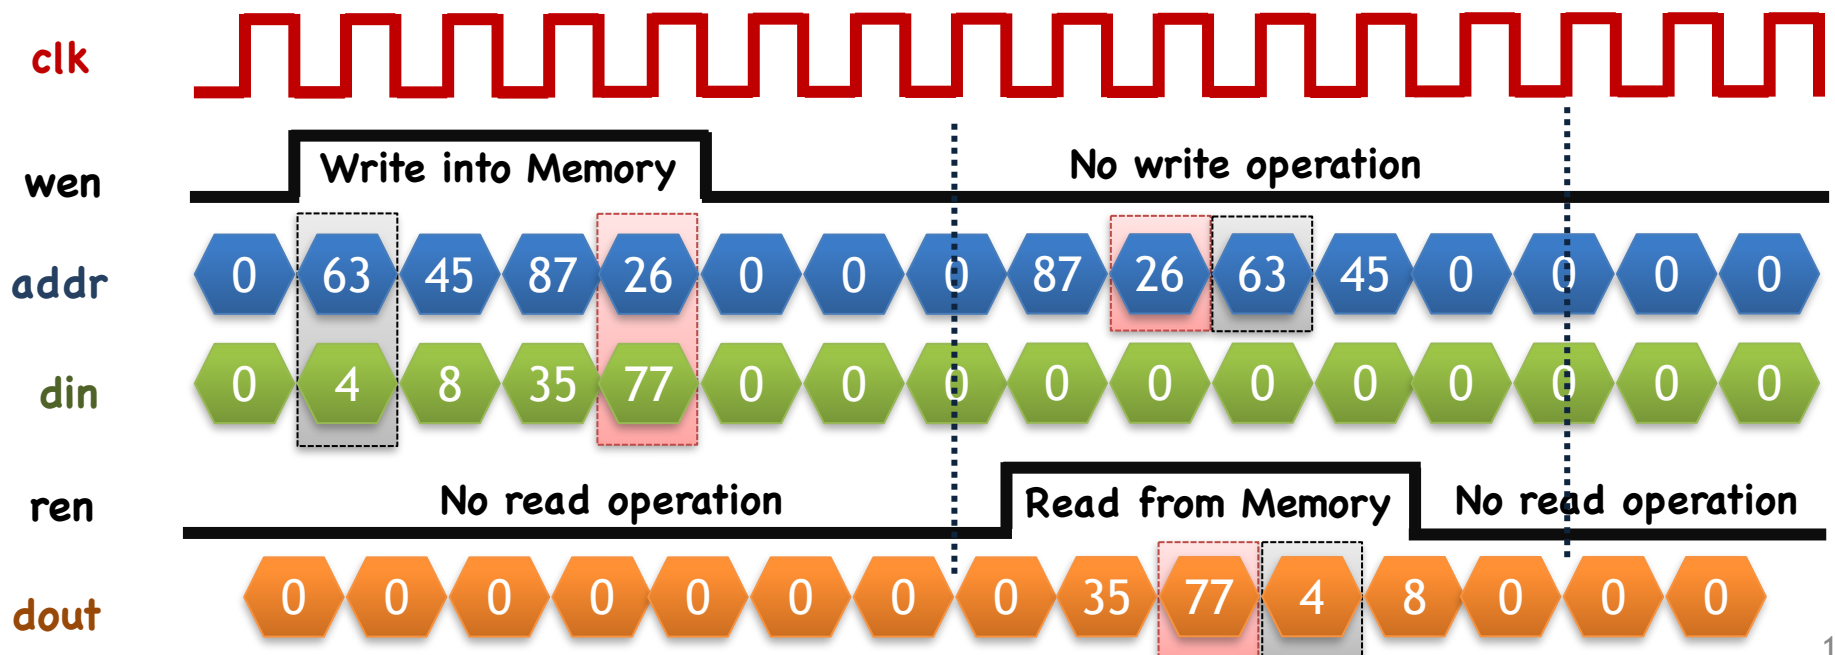 clk
wen Write into Memory No write operation
addr 0 63 45 87 26 0 0 0 87 26 63 45 0 0 0 0
din 0 4 8 35 77 0 0 0 0 0 0 0 0 0 0 0
ren No read operation Read from Memory No read operation
dout 0 0 0 0 0 0 0 0 35 77 4 8 0 0 0
1